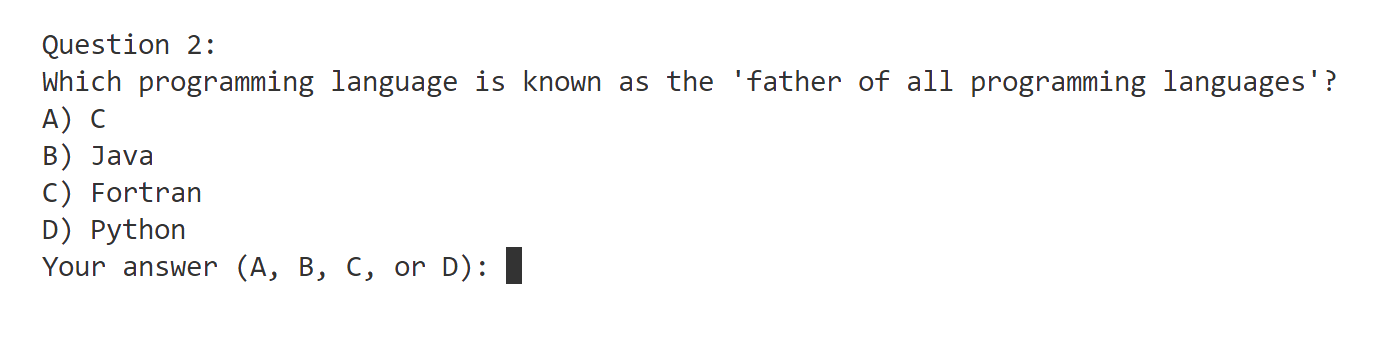 Question 2:
Which programming language is known as the 'father of all programming languages'?
A) C
B) Java
C) Fortran
D) Python
Your answer (A, B, C, or D):